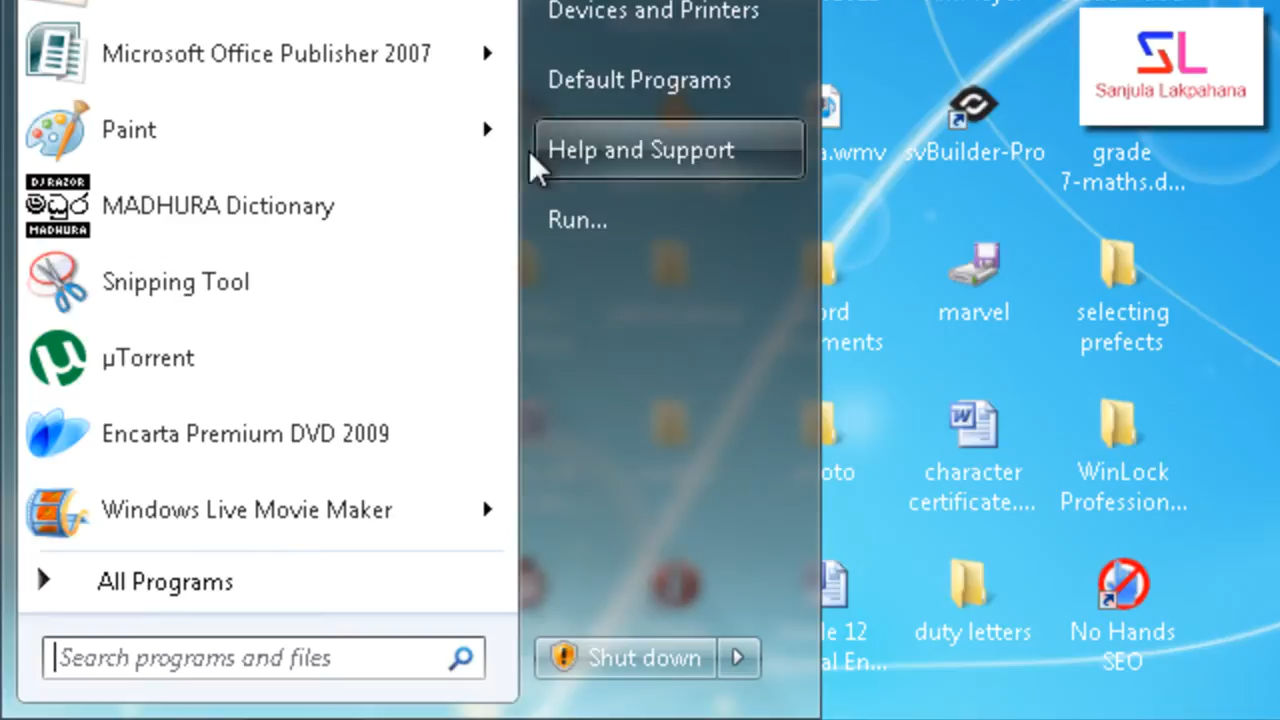 Microsoft Office Publisher 2007
Paint
DJ RAZOR
මධුර
MADHURA
MADHURA Dictionary
Snipping Tool
µ
µTorrent
Encarta Premium DVD 2009
Windows Live Movie Maker
All Programs
Search programs and files
Devices and Printers
Default Programs
Help and Support
Run...
Shut down
SL
Sanjula Lakpahana
a.wmv
svBuilder-Pro
grade
7-maths.d...
ord
ments
marvel
selecting
prefects
oto
W
character
certificate....
WinLock
Profession...
le 12
al En...
duty letters
No Hands
SEO